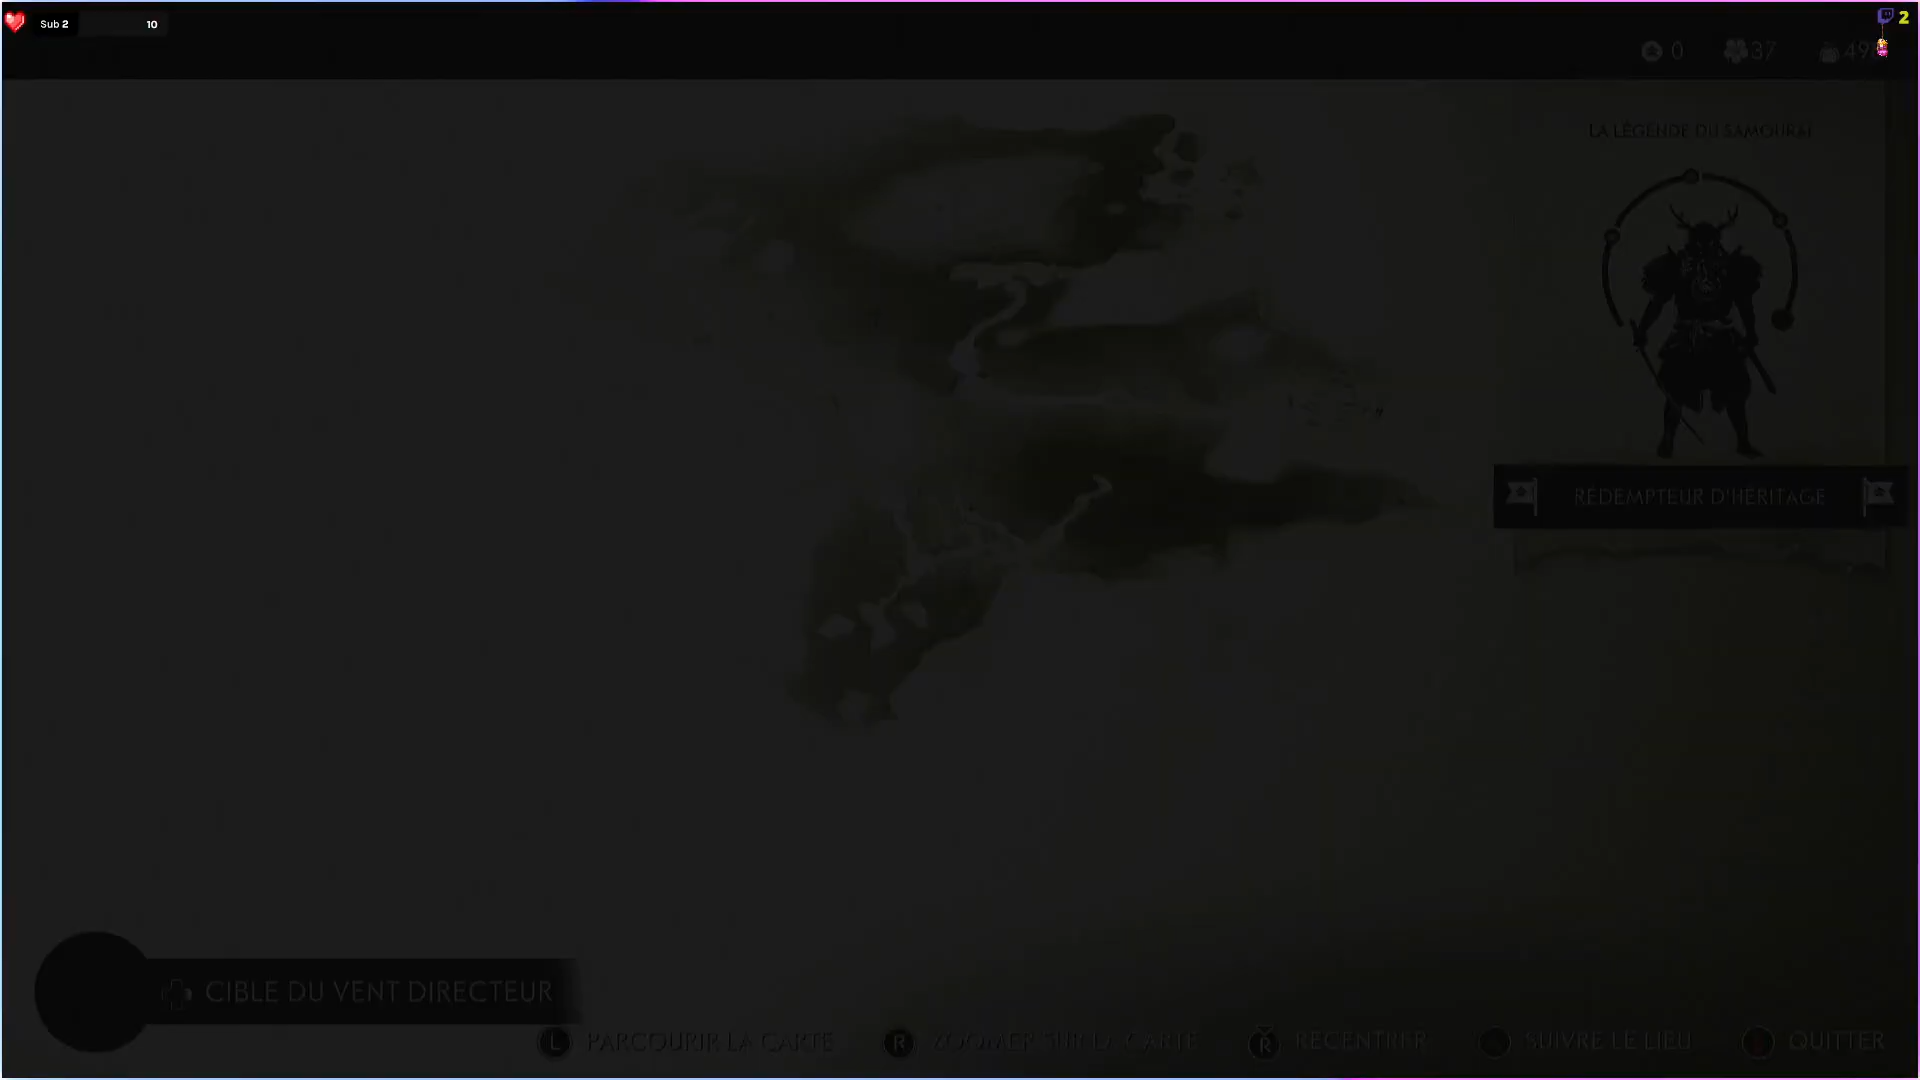 Sub 2
10
2
0
37
LA LÉGENDE DU SAMOURAÏ
RÉDEMPTEUR D'HÉRITAGE
CIBLE DU VENT DIRECTEUR
L PARCOURIR LA CARTE
R ZOOMER SUR LA CARTE
R RECENTRER
SUIVRE LE LIEU
QUITTER